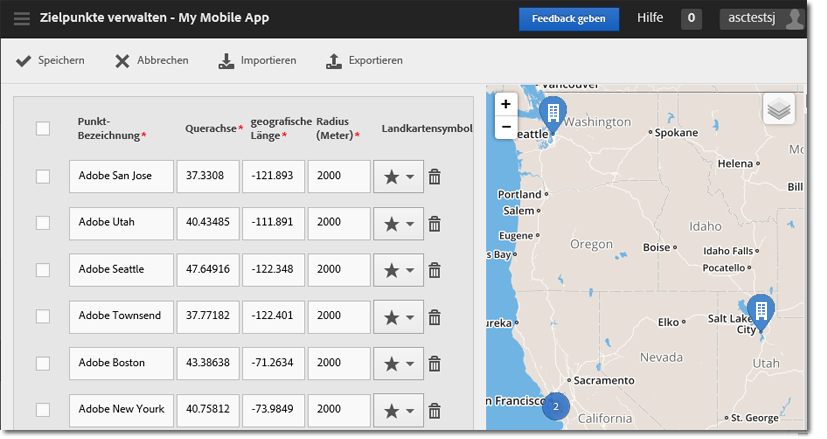 Zielpunkte verwalten - My Mobile App
Feedback geben
Hilfe
0
asctestsj
Speichern
Abbrechen
Importieren
Exportieren
Punkt-
Bezeichnung*
Querachse*
geografische
Länge*
Radius
(Meter)*
Landkartensymbol
Adobe San Jose 37.3308 -121.893 2000
Adobe Utah 40.43485 -111.891 2000
Adobe Seattle 47.64916 -122.348 2000
Adobe Townsend 37.77182 -122.401 2000
Adobe Boston 43.38638 -71.2634 2000
Adobe New Yourk 40.75812 -73.9849 2000
+
−
Vancouver
eattle
Washington
Spokane
Helena
Mo
Bill
Portland
Salem
Eugene
s Bay
Oregon
Idaho
Boise
Idaho Falls
Pocatello
ureka
Elko
Salt Lake
City
Nevada
Utah
Sacramento
San Francisco
2
California
St. George